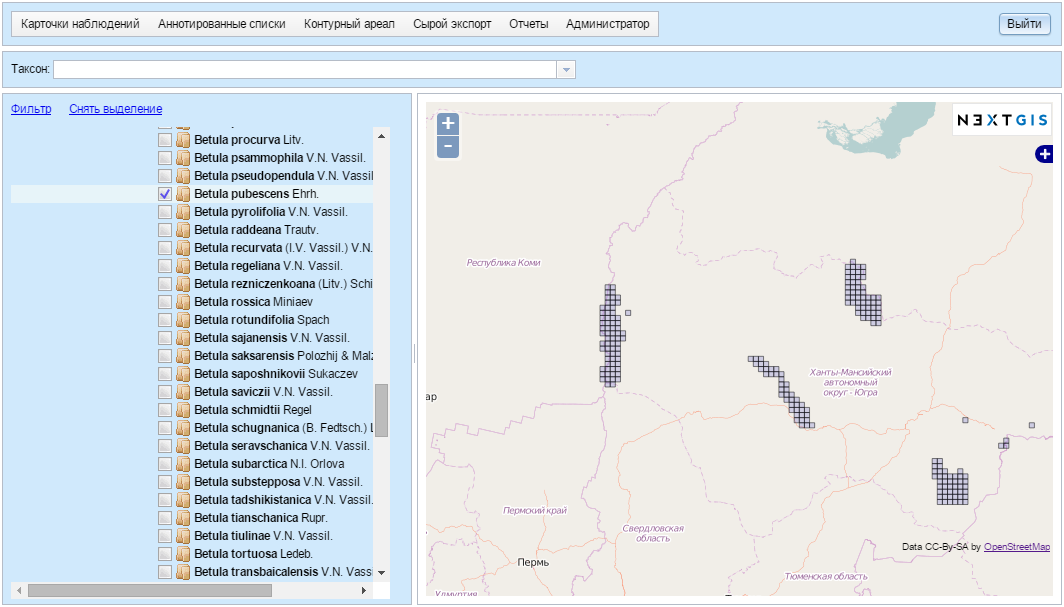 Карточки наблюдений Аннотированные списки Контурный ареал Сырой экспорт Отчеты Администратор Выйти
Таксон:
Фильтр Снять выделение
Betula procurva Litv.
Betula psammophila V.N. Vassil.
Betula pseudopendula V.N. Vassil
Betula pubescens Ehrh.
Betula pyrolifolia V.N. Vassil.
Betula raddeana Trautv.
Betula recurvata (I.V. Vassil.) V.N.
Betula regeliana V.N. Vassil.
Betula rezniczenkoana (Litv.) Schi
Betula rossica Miniaev
Betula rotundifolia Spach
Betula sajanensis V.N. Vassil.
Betula saksarensis Polozhij & Malz
Betula saposhnikovii Sukaczev
Betula saviczii V.N. Vassil.
Betula schmidtii Regel
Betula schugnanica (B. Fedtsch.) L
Betula seravschanica V.N. Vassil.
Betula subarctica N.I. Orlova
Betula substepposa V.N. Vassil.
Betula tadshikistanica V.N. Vassil.
Betula tianschanica Rupr.
Betula tiulinae V.N. Vassil.
Betula tortuosa Ledeb.
Betula transbaicalensis V.N. Vass
+
−
NEXTGIS
+
Республика Коми
Ханты-Мансийский
автономный
округ - Югра
ар
Пермский край
Свердловская
область
Data CC-By-SA by OpenStreetMap
Пермь
Тюменская область
Удмуртия